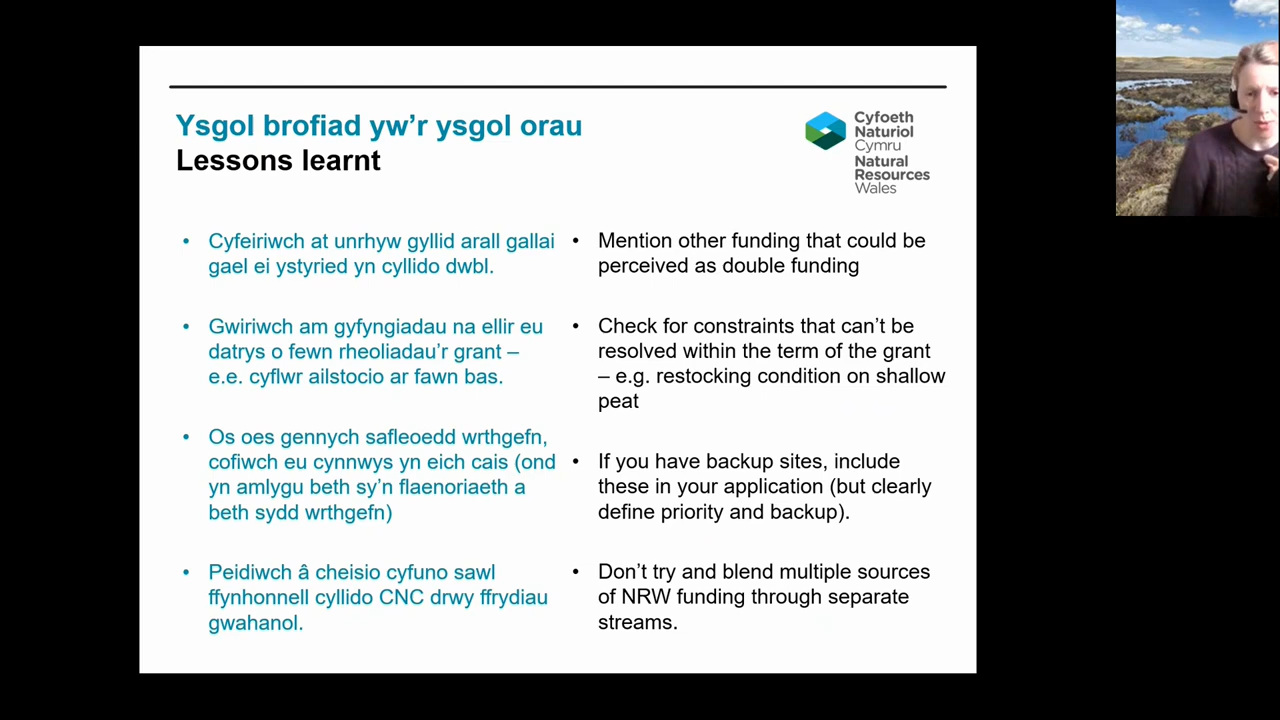 Ysgol brofiad yw'r ysgol orau
Lessons learnt
Cyfoeth
Naturiol
Cymru
Natural
Resources
Wales
• Cyfeiriwch at unrhyw gyllid arall gallai
gael ei ystyried yn cyllido dwbl.
• Gwiriwch am gyfyngiadau na ellir eu
datrys o fewn rheoliadau'r grant –
e.e. cyflwr ailstocio ar fawn bas.
• Os oes gennych safleoedd wrthgefn,
cofiwch eu cynnwys yn eich cais (ond
yn amlygu beth sy'n flaenoriaeth a
beth sydd wrthgefn)
• Peidiwch â cheisio cyfuno sawl
ffynhonnell cyllido CNC drwy ffrydiau
gwahanol.
• Mention other funding that could be
perceived as double funding
• Check for constraints that can't be
resolved within the term of the grant
– e.g. restocking condition on shallow
peat
• If you have backup sites, include
these in your application (but clearly
define priority and backup).
• Don't try and blend multiple sources
of NRW funding through separate
streams.